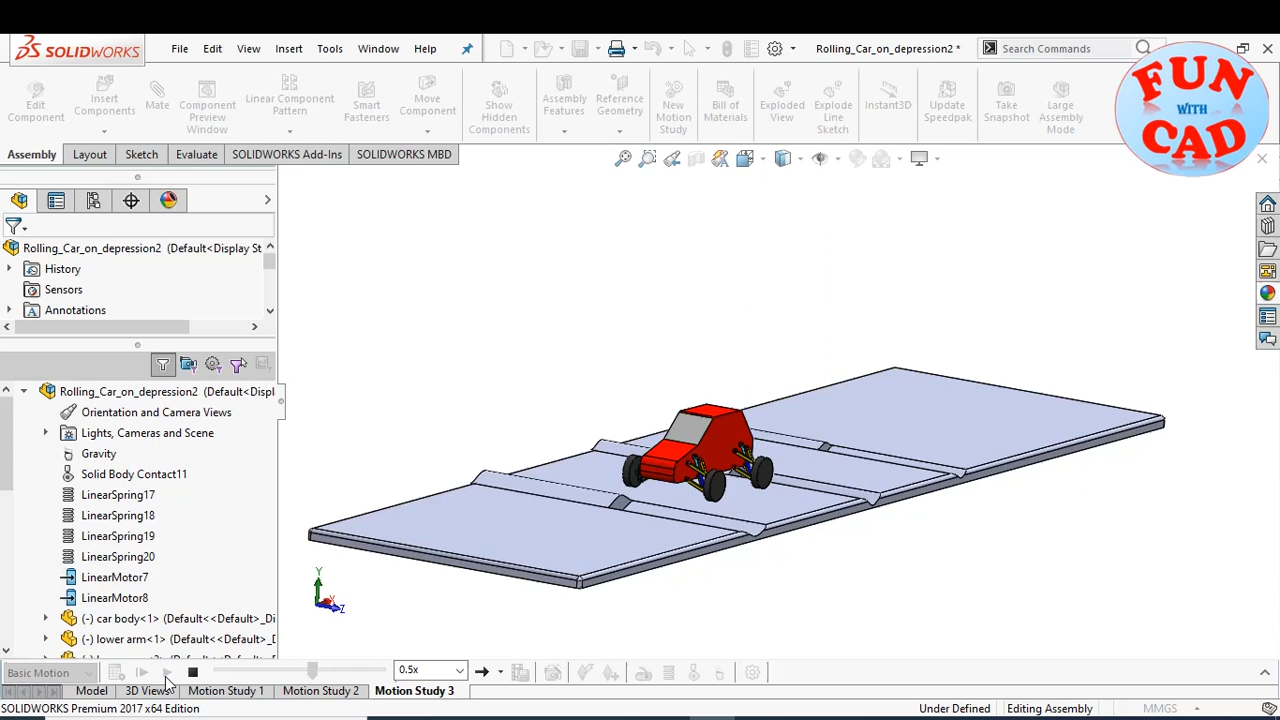 SOLIDWORKS File Edit View Insert Tools Window Help Rolling_Car_on_depression2 * Search Commands
FUN
WITH
CAD
Edit Component
Insert Components
Mate
Component Preview Window
Linear Component Pattern
Smart Fasteners
Move Component
Show Hidden Components
Assembly Features
Reference Geometry
New Motion Study
Bill of Materials
Exploded View
Explode Line Sketch
Instant3D
Update Speedpak
Take Snapshot
Large Assembly Mode
Assembly Layout Sketch Evaluate SOLIDWORKS Add-Ins SOLIDWORKS MBD
Rolling_Car_on_depression2 (Default<Display St
History
Sensors
Annotations
Rolling_Car_on_depression2 (Default<Displ
Orientation and Camera Views
Lights, Cameras and Scene
Gravity
Solid Body Contact11
LinearSpring17
LinearSpring18
LinearSpring19
LinearSpring20
LinearMotor7
LinearMotor8
(-) car body<1> (Default<<Default>_Di
(-) lower arm<1> (Default<<Default>_D
Y
X
Z
Basic Motion 0.5x
Model 3D Views Motion Study 1 Motion Study 2 Motion Study 3
SOLIDWORKS Premium 2017 x64 Edition Under Defined Editing Assembly MMGS